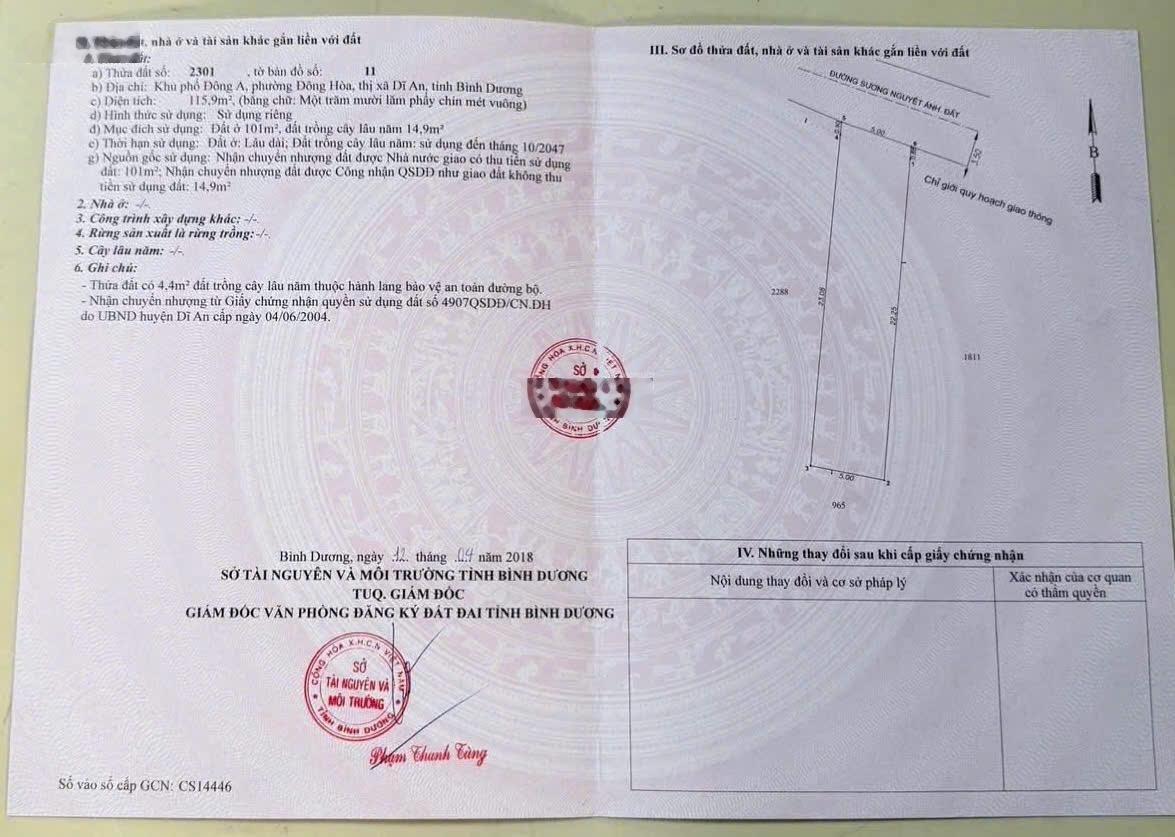 , nhà ở và tài sản khác gắn liền với đất
a) Thửa đất số: 2301 , tờ bản đồ số: 11
b) Địa chỉ: Khu phố Đông A, phường Đông Hòa, thị xã Dĩ An, tỉnh Bình Dương
c) Diện tích: 115,9m², (bằng chữ: Một trăm mười lăm phẩy chín mét vuông)
d) Hình thức sử dụng: Sử dụng riêng
đ) Mục đích sử dụng: Đất ở 101m², đất trồng cây lâu năm 14,9m²
e) Thời hạn sử dụng: Đất ở: Lâu dài; Đất trồng cây lâu năm: sử dụng đến tháng 10/2047
g) Nguồn gốc sử dụng: Nhận chuyển nhượng đất được Nhà nước giao có thu tiền sử dụng
đất: 101m²; Nhận chuyển nhượng đất được Công nhận QSDĐ như giao đất không thu
tiền sử dụng đất: 14,9m²
2. Nhà ở: -/-.
3. Công trình xây dựng khác: -/-.
4. Rừng sản xuất là rừng trồng: -/-.
5. Cây lâu năm: -/-.
6. Ghi chú:
- Thửa đất có 4,4m² đất trồng cây lâu năm thuộc hành lang bảo vệ an toàn đường bộ.
- Nhận chuyển nhượng từ Giấy chứng nhận quyền sử dụng đất số 4907QSDĐ/CN.ĐH
do UBND huyện Dĩ An cấp ngày 04/06/2004.
SỞ
Bình Dương, ngày 12 tháng 04 năm 2018
SỞ TÀI NGUYÊN VÀ MÔI TRƯỜNG TỈNH BÌNH DƯƠNG
TUQ. GIÁM ĐỐC
GIÁM ĐỐC VĂN PHÒNG ĐĂNG KÝ ĐẤT ĐAI TỈNH BÌNH DƯƠNG
CỘNG HÒA X.H.C.N VIỆT NAM
SỞ
TÀI NGUYÊN VÀ
MÔI TRƯỜNG
TỈNH BÌNH DƯƠNG
Phạm Thanh Tàng
Số vào sổ cấp GCN: CS14446
III. Sơ đồ thửa đất, nhà ở và tài sản khác gắn liền với đất
ĐƯỜNG SƯƠNG NGUYỆT ÁNH. ĐẤT
5.00
3.50
B
Chỉ giới quy hoạch giao thông
2288
23.08
22.25
1811
3
5.00
2
965
IV. Những thay đổi sau khi cấp giấy chứng nhận
Nội dung thay đổi và cơ sở pháp lý
Xác nhận của cơ quan
có thẩm quyền